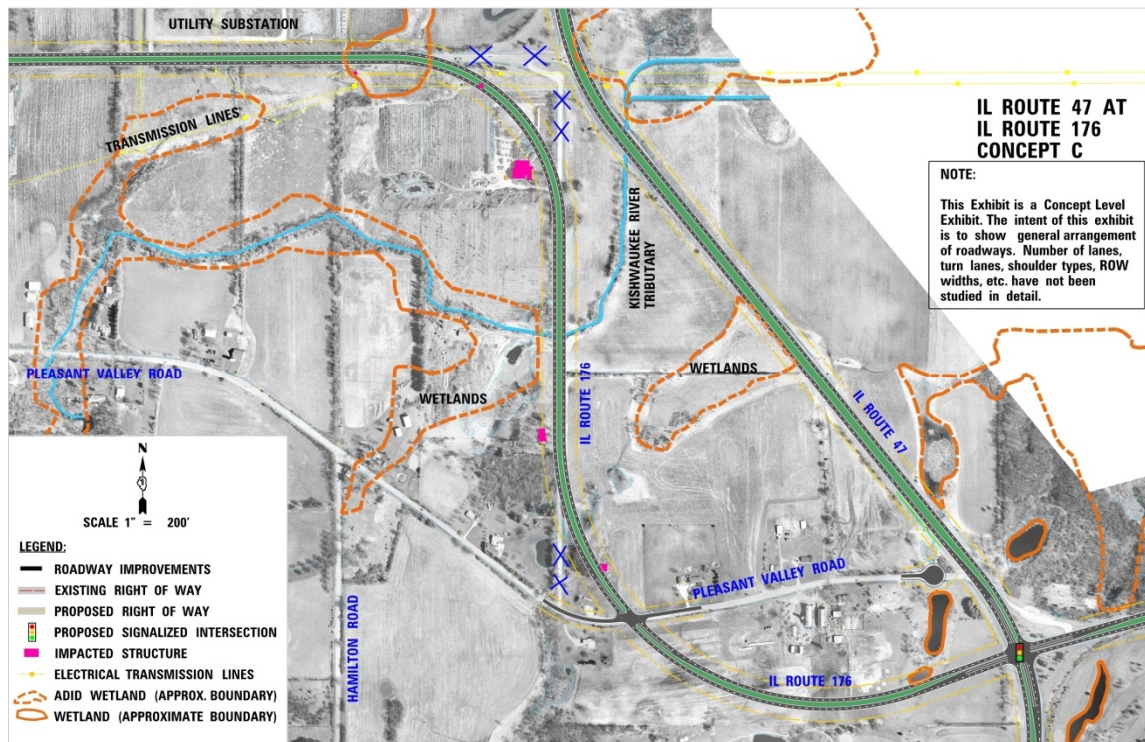 UTILITY SUBSTATION
TRANSMISSION LINES
IL ROUTE 47 AT
IL ROUTE 176
CONCEPT C
NOTE:
This Exhibit is a Concept Level
Exhibit. The intent of this exhibit
is to show general arrangement
of roadways. Number of lanes,
turn lanes, shoulder types, ROW
widths, etc. have not been
studied in detail.
KISHWAUKEE RIVER
TRIBUTARY
PLEASANT VALLEY ROAD
WETLANDS
WETLANDS
IL ROUTE 176
IL ROUTE 47
PLEASANT VALLEY ROAD
HAMILTON ROAD
IL ROUTE 176
N
SCALE 1" = 200'
LEGEND:
ROADWAY IMPROVEMENTS
EXISTING RIGHT OF WAY
PROPOSED RIGHT OF WAY
PROPOSED SIGNALIZED INTERSECTION
IMPACTED STRUCTURE
ELECTRICAL TRANSMISSION LINES
ADID WETLAND (APPROX. BOUNDARY)
WETLAND (APPROXIMATE BOUNDARY)